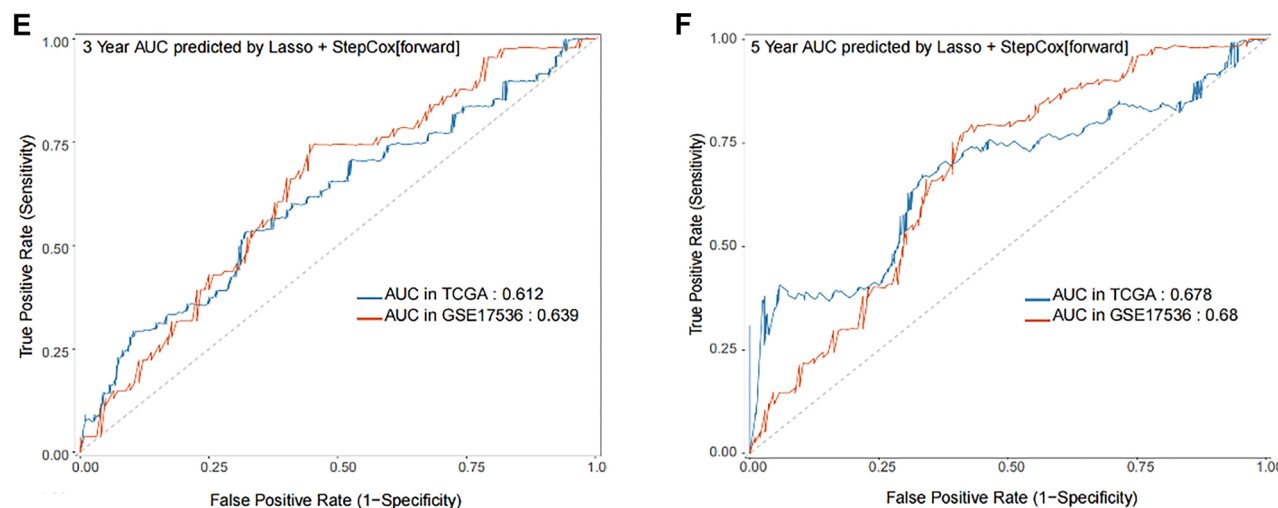 E
3 Year AUC predicted by Lasso + StepCox[forward]
True Positive Rate (Sensitivity)
1.00
0.75
0.50
0.25
0.00
AUC in TCGA : 0.612
AUC in GSE17536 : 0.639
0.00 0.25 0.50 0.75 1.0
False Positive Rate (1−Specificity)
F
5 Year AUC predicted by Lasso + StepCox[forward]
True Positive Rate (Sensitivity)
1.00
0.75
0.50
0.25
0.00
AUC in TCGA : 0.678
AUC in GSE17536 : 0.68
0.00 0.25 0.50 0.75 1.00
False Positive Rate (1−Specificity)